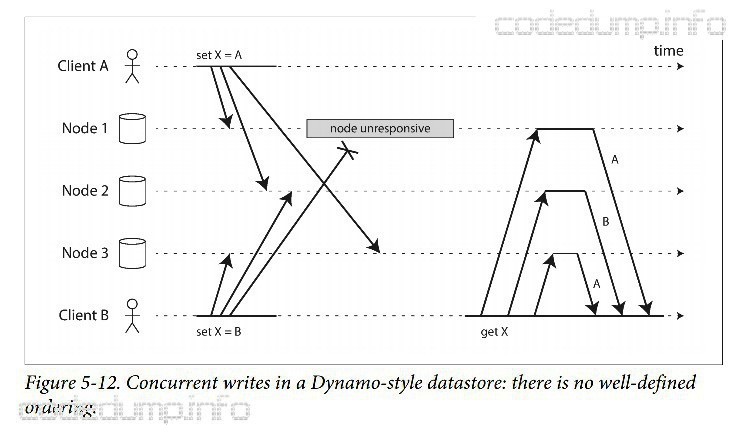 codedump.info
time
set X = A
Client A
Node 1
node unresponsive
A
Node 2
B
Node 3
A
Client B
set X = B
get X
Figure 5-12. Concurrent writes in a Dynamo-style datastore: there is no well-defined
ordering.
codedump.info